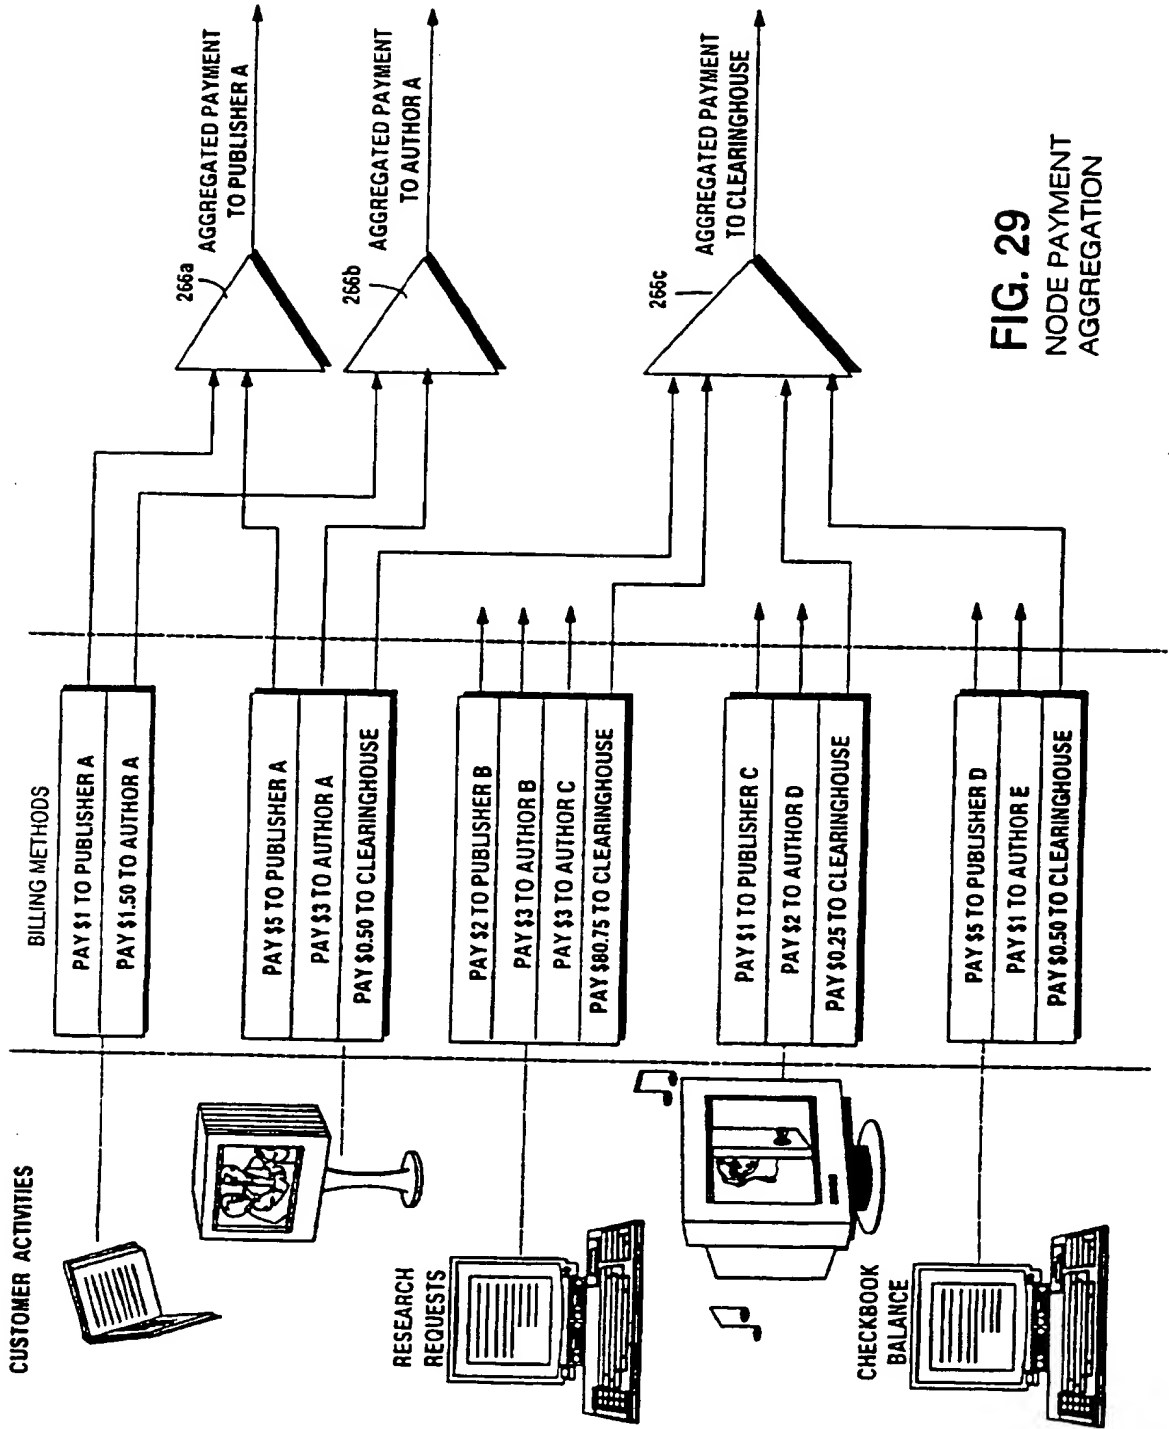 CUSTOMER ACTIVITIES
BILLING METHODS
PAY $1 TO PUBLISHER A
PAY $1.50 TO AUTHOR A
PAY $5 TO PUBLISHER A
PAY $3 TO AUTHOR A
PAY $0.50 TO CLEARINGHOUSE
RESEARCH
REQUESTS
PAY $2 TO PUBLISHER B
PAY $3 TO AUTHOR B
PAY $3 TO AUTHOR C
PAY $80.75 TO CLEARINGHOUSE
PAY $1 TO PUBLISHER C
PAY $2 TO AUTHOR D
PAY $0.25 TO CLEARINGHOUSE
CHECKBOOK
BALANCE
PAY $5 TO PUBLISHER D
PAY $1 TO AUTHOR E
PAY $0.50 TO CLEARINGHOUSE
266a
AGGREGATED PAYMENT
TO PUBLISHER A
266b
AGGREGATED PAYMENT
TO AUTHOR A
266c
AGGREGATED PAYMENT
TO CLEARINGHOUSE
FIG. 29
NODE PAYMENT
AGGREGATION